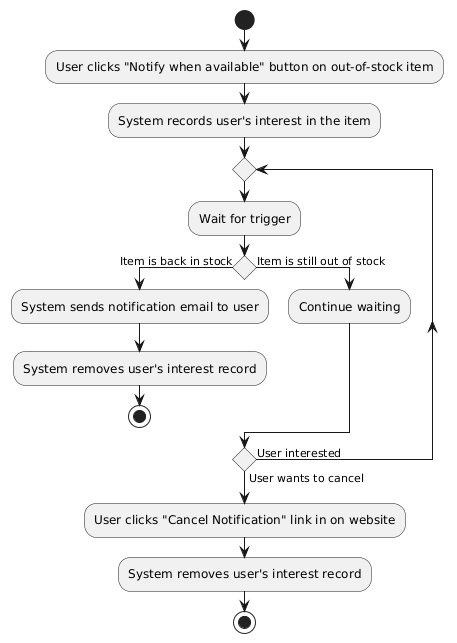 User clicks "Notify when available" button on out-of-stock item
System records user's interest in the item
Wait for trigger
Item is back in stock
Item is still out of stock
System sends notification email to user
Continue waiting
System removes user's interest record
User interested
User wants to cancel
User clicks "Cancel Notification" link in on website
System removes user's interest record